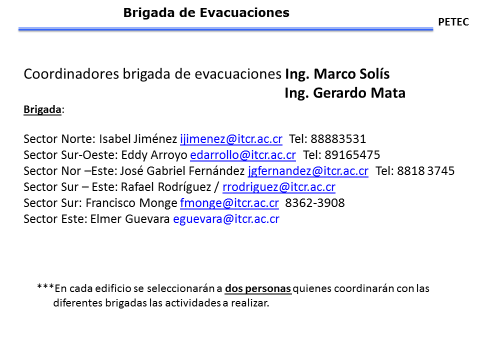 Brigada de Evacuaciones
PETEC
Coordinadores brigada de evacuaciones Ing. Marco Solís
Ing. Gerardo Mata
Brigada:
Sector Norte: Isabel Jiménez ijimenez@itcr.ac.cr Tel: 88883531
Sector Sur-Oeste: Eddy Arroyo edarrollo@itcr.ac.cr Tel: 89165475
Sector Nor –Este: José Gabriel Fernández jgfernandez@itcr.ac.cr Tel: 8818 3745
Sector Sur – Este: Rafael Rodríguez / rrodriguez@itcr.ac.cr
Sector Sur: Francisco Monge fmonge@itcr.ac.cr 8362-3908
Sector Este: Elmer Guevara eguevara@itcr.ac.cr
***En cada edificio se seleccionarán a dos personas quienes coordinarán con las
diferentes brigadas las actividades a realizar.